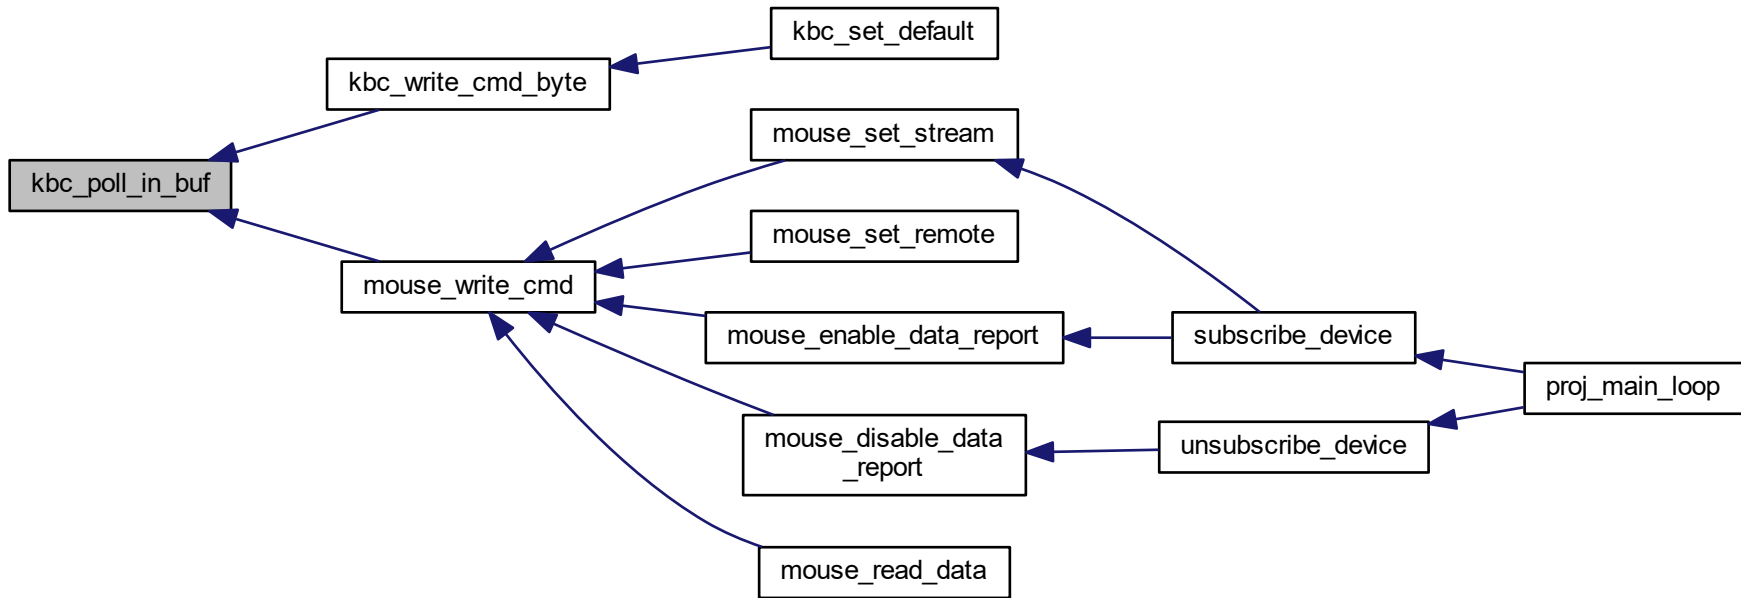 kbc_set_default
kbc_write_cmd_byte
mouse_set_stream
kbc_poll_in_buf
mouse_set_remote
mouse_write_cmd
mouse_enable_data_report
subscribe_device
proj_main_loop
mouse_disable_data
_report
unsubscribe_device
mouse_read_data